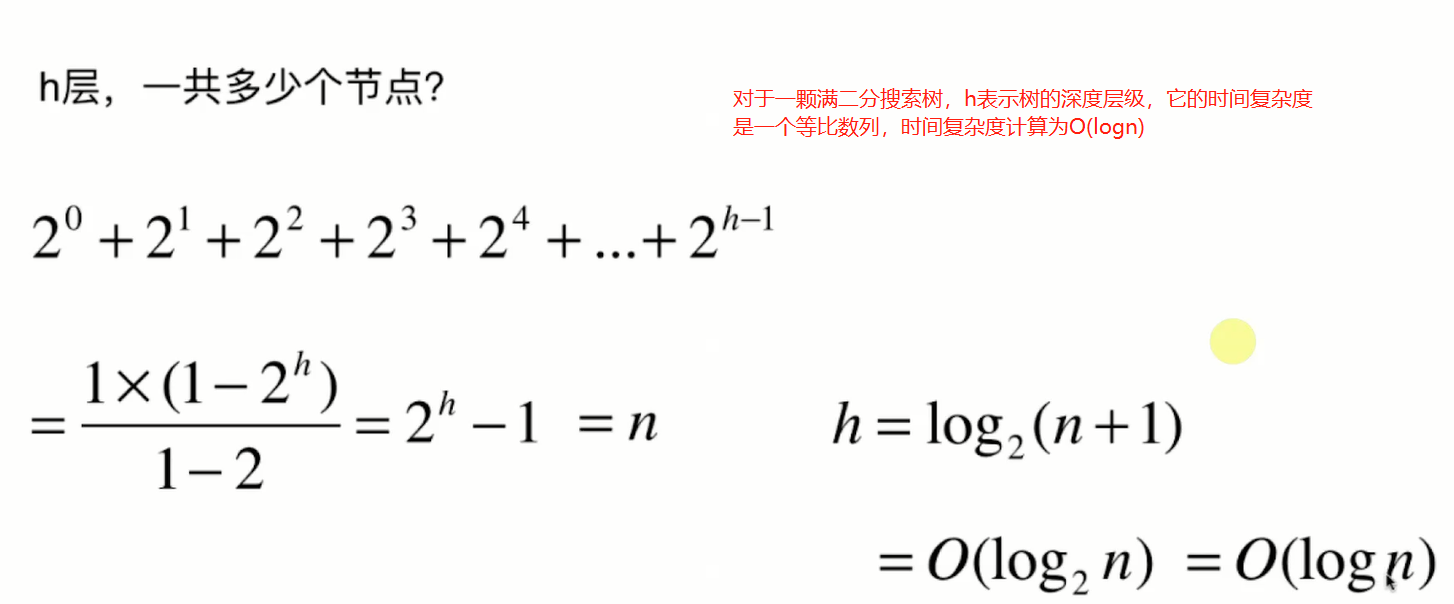 h层，一共多少个节点?
对于一颗满二分搜索树，h表示树的深度层级，它的时间复杂度
是一个等比数列，时间复杂度计算为O(logn)
2^0 + 2^1 + 2^2 + 2^3 + 2^4 + ... + 2^{h-1}
= \frac{1×(1-2^h)}{1-2} = 2^h - 1 = n
h = log_2(n+1)
= O(log_2 n) = O(log n)